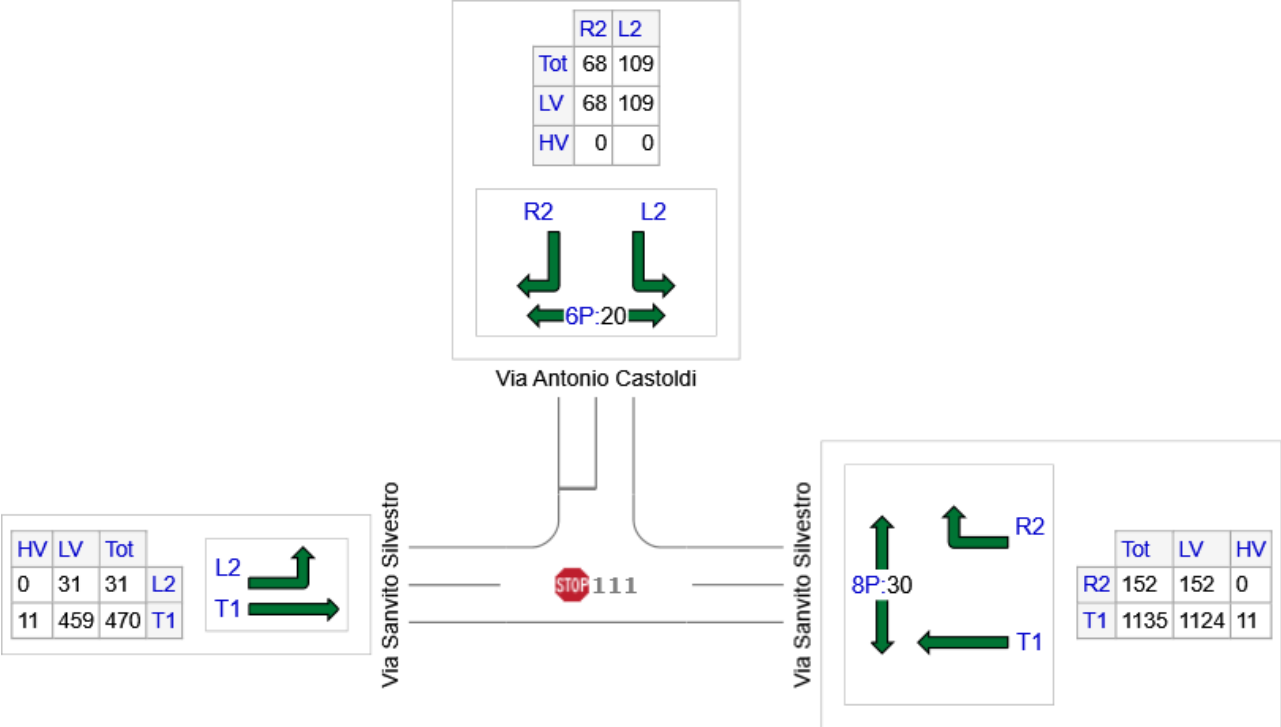 R2 L2
Tot 68 109
LV 68 109
HV 0 0
R2 L2
6P:20
Via Antonio Castoldi
Via Sanvito Silvestro
HV LV Tot
0 31 31 L2
11 459 470 T1
L2
T1
STOP 111
Via Sanvito Silvestro
R2
8P:30
T1
Tot LV HV
R2 152 152 0
T1 1135 1124 11